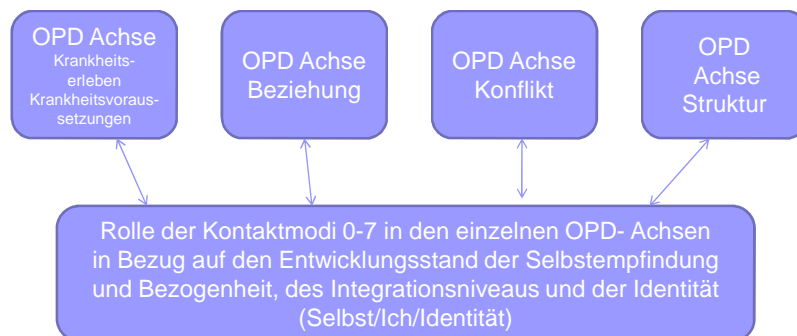 OPD Achse
Krankheits-
erleben
Krankheitsvoraus-
setzungen
OPD Achse
Beziehung
OPD Achse
Konflikt
OPD
Achse
Struktur
Rolle der Kontaktmodi 0-7 in den einzelnen OPD- Achsen
in Bezug auf den Entwicklungsstand der Selbstempfindung
und Bezogenheit, des Integrationsniveaus und der Identität
(Selbst/Ich/Identität)